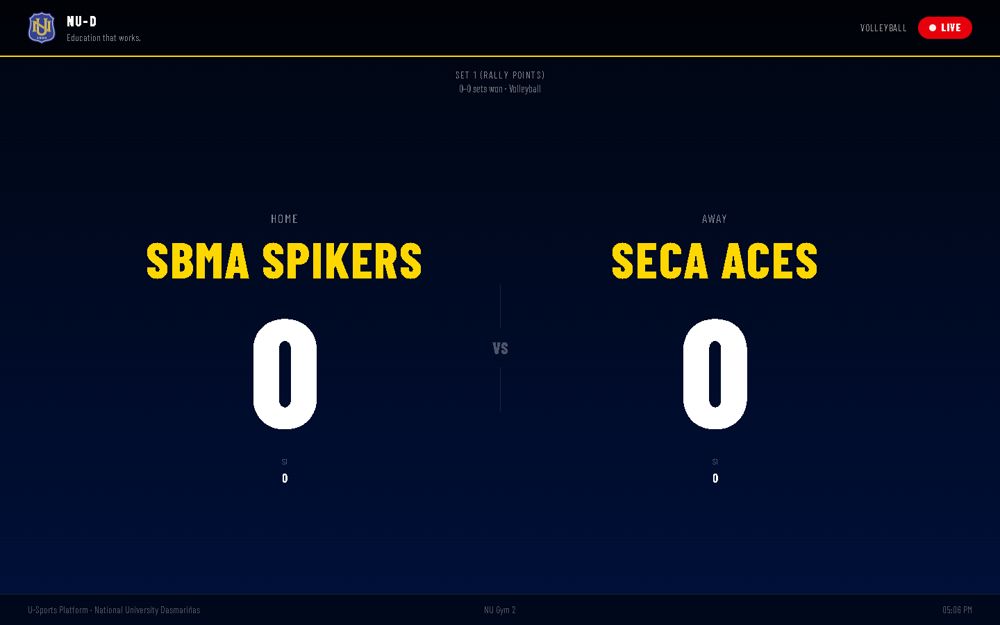 NU-D
Education that works.
VOLLEYBALL
LIVE
SET 1 (RALLY POINTS)
0–0 sets won · Volleyball
HOME
SBMA SPIKERS
0
S1
0
VS
AWAY
SECA ACES
0
S1
0
U-Sports Platform · National University Dasmariñas
NU Gym 2
05:06 PM